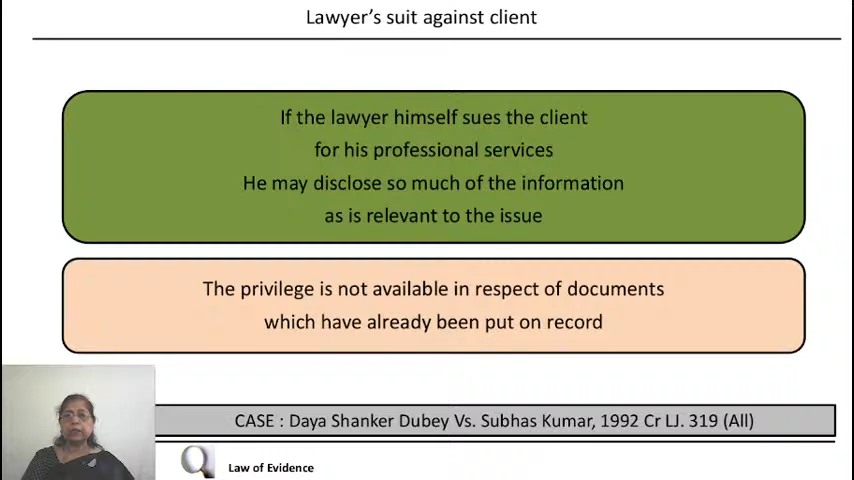 Lawyer’s suit against client
If the lawyer himself sues the client
for his professional services
He may disclose so much of the information
as is relevant to the issue
The privilege is not available in respect of documents
which have already been put on record
CASE : Daya Shanker Dubey Vs. Subhas Kumar, 1992 Cr LJ. 319 (All)
Law of Evidence